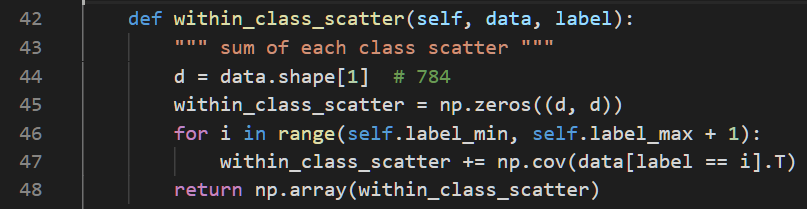 42 def within_class_scatter(self, data, label):
43 """ sum of each class scatter """
44 d = data.shape[1]  # 784
45 within_class_scatter = np.zeros((d, d))
46 for i in range(self.label_min, self.label_max + 1):
47 within_class_scatter += np.cov(data[label == i].T)
48 return np.array(within_class_scatter)